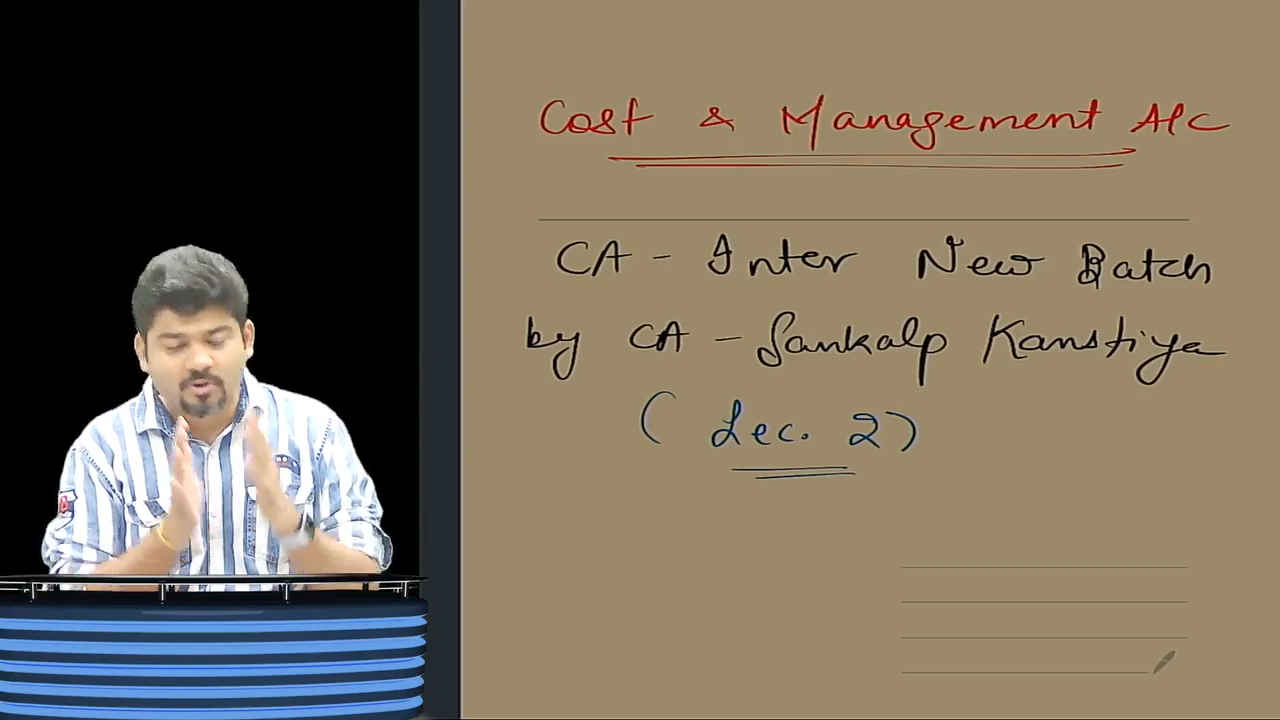 Cost & Management A/c
CA - Inter New Batch
by CA - Sankalp Kanstiya
(Lec. 2)